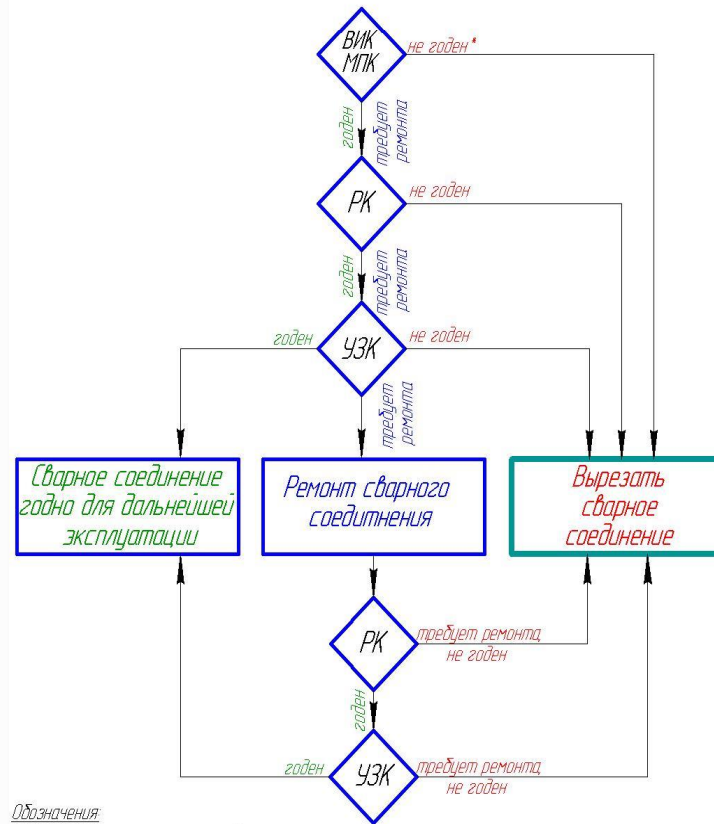 ВИК
МПК
не годен*
годен
требует
ремонта
РК
не годен
годен
требует
ремонта
УЗК
годен
не годен
требует
ремонта
Сварное соединение
годно для дальнейшей
эксплуатации
Ремонт сварного
соедитнения
Вырезать
сварное
соединение
РК
требует ремонта,
не годен
годен
УЗК
годен
требует ремонта,
не годен
Обозначения: